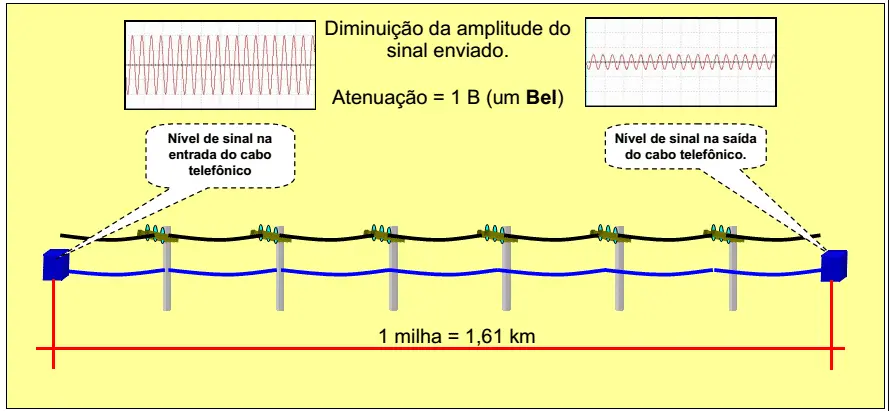 Diminuição da amplitude do
sinal enviado.
Atenuação = 1 B (um Bel)
Nível de sinal na
entrada do cabo
telefônico
Nível de sinal na saída
do cabo telefônico.
1 milha = 1,61 km